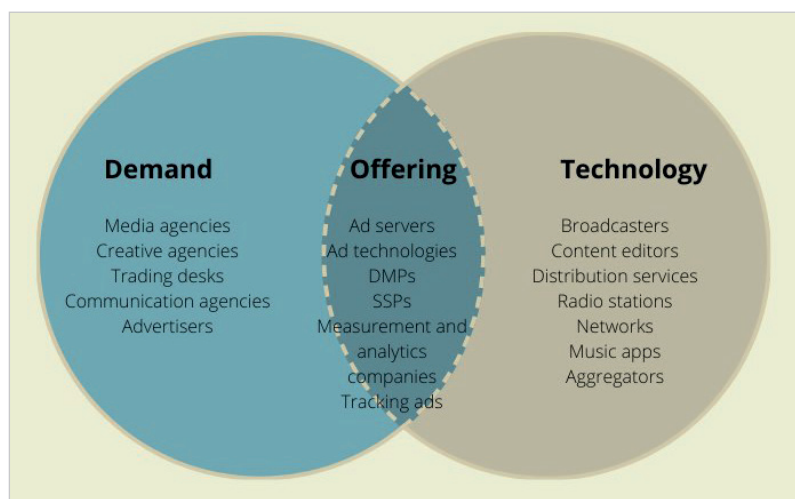 Demand
Media agencies
Creative agencies
Trading desks
Communication agencies
Advertisers
Offering
Ad servers
Ad technologies
DMPs
SSPs
Measurement and
analytics
companies
Tracking ads
Technology
Broadcasters
Content editors
Distribution services
Radio stations
Networks
Music apps
Aggregators